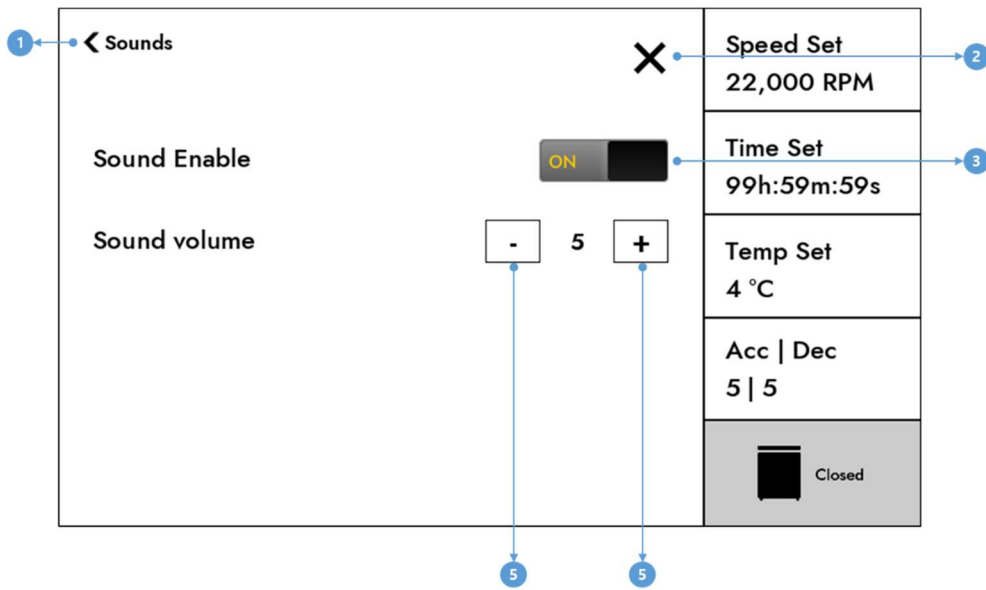 1
Sounds
2
Speed Set
22,000 RPM
Sound Enable
ON
3
Time Set
99h:59m:59s
Sound volume
- 5 +
Temp Set
4 °C
Acc | Dec
5 | 5
Closed
5 5